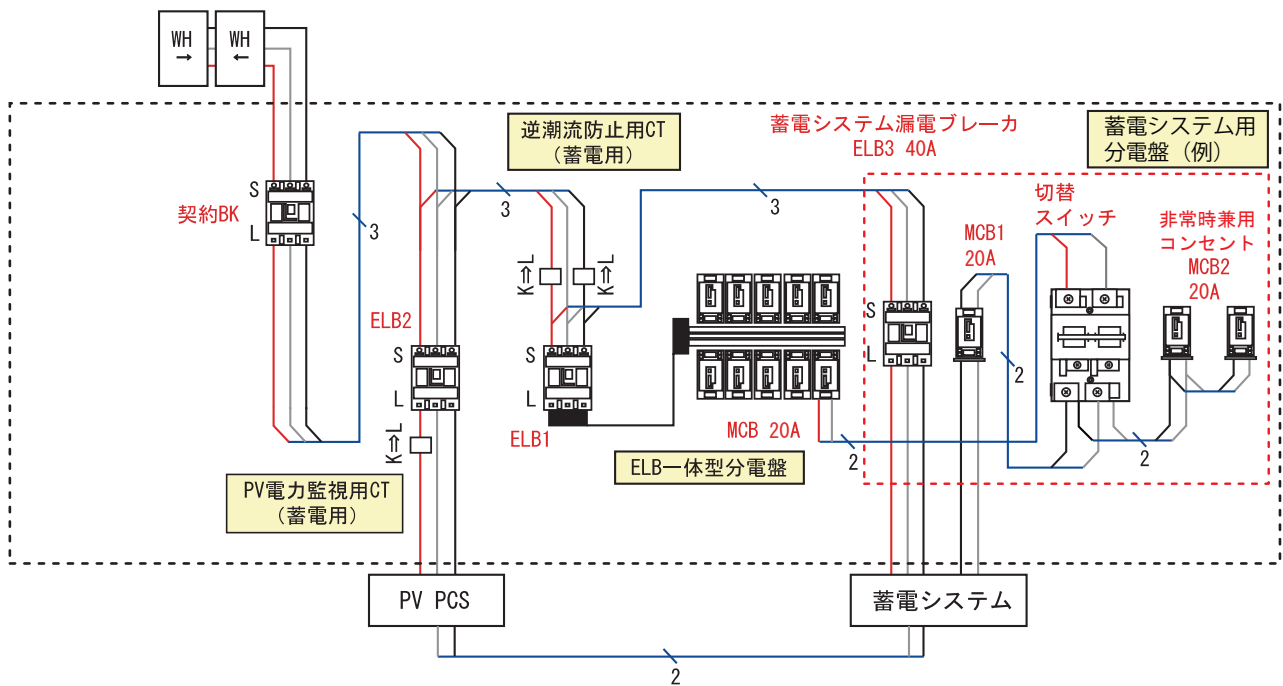 WH
→
WH
←
逆潮流防止用CT
（蓄電用）
蓄電システム漏電ブレーカ
ELB3 40A
蓄電システム用
分電盤（例）
S
L
契約BK
3
3
3
K⇒L
K⇒L
切替
スイッチ
MCB1
20A
非常時兼用
コンセント
MCB2
20A
ELB2
S
L
S
L
ELB1
S
L
2
MCB 20A
2
2
K⇒L
ELB一体型分電盤
PV電力監視用CT
（蓄電用）
PV PCS
蓄電システム
2